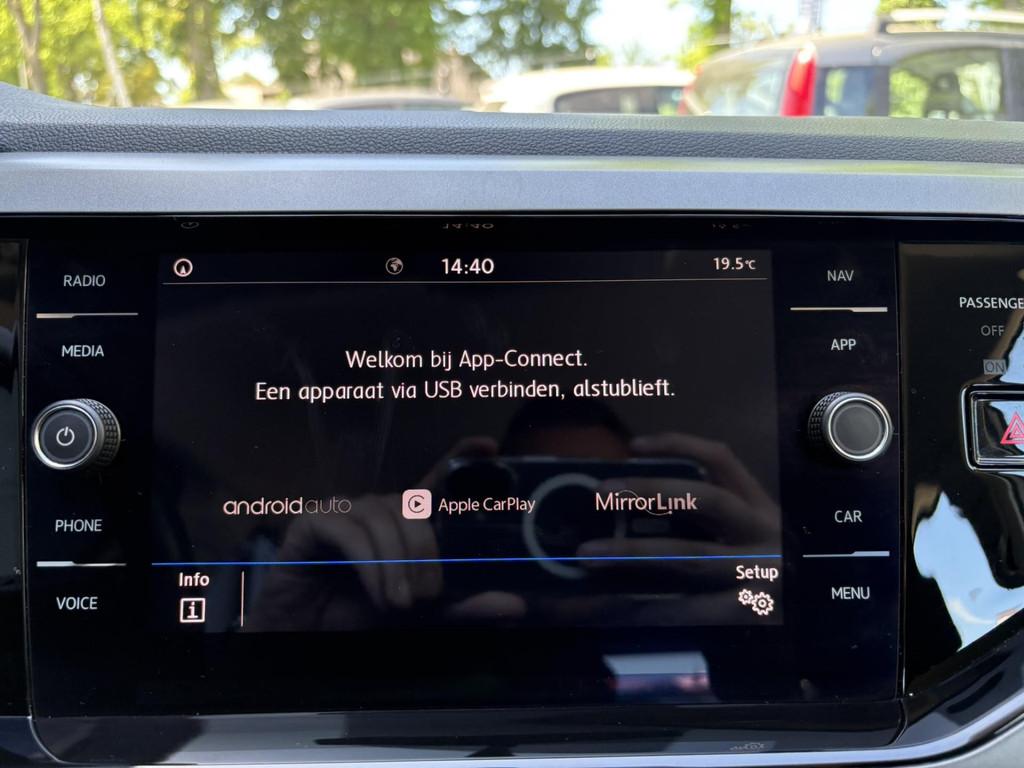 RADIO
MEDIA
PHONE
VOICE
14:40
19.5°C
Welkom bij App-Connect.
Een apparaat via USB verbinden, alstublieft.
androidauto
Apple CarPlay
MirrorLink
Info
Setup
NAV
APP
CAR
MENU
PASSENGE
OFF
ON